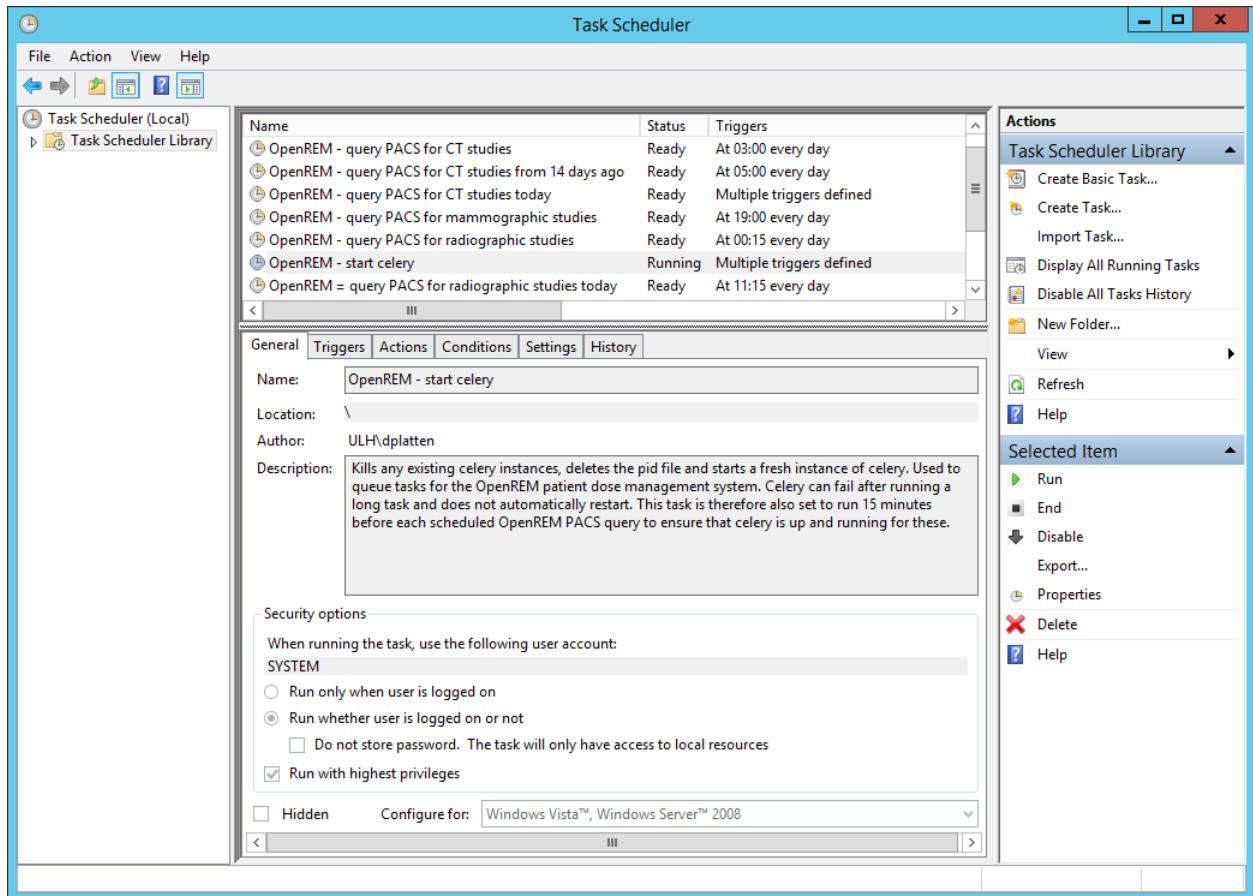 Task Scheduler
File Action View Help
Task Scheduler (Local)
Task Scheduler Library
Name Status Triggers
OpenREM - query PACS for CT studies Ready At 03:00 every day
OpenREM - query PACS for CT studies from 14 days ago Ready At 05:00 every day
OpenREM - query PACS for CT studies today Ready Multiple triggers defined
OpenREM - query PACS for mammographic studies Ready At 19:00 every day
OpenREM - query PACS for radiographic studies Ready At 00:15 every day
OpenREM - start celery Running Multiple triggers defined
OpenREM = query PACS for radiographic studies today Ready At 11:15 every day
General Triggers Actions Conditions Settings History
Name: OpenREM - start celery
Location: \
Author: ULH\dplatten
Description: Kills any existing celery instances, deletes the pid file and starts a fresh instance of celery. Used to
queue tasks for the OpenREM patient dose management system. Celery can fail after running a
long task and does not automatically restart. This task is therefore also set to run 15 minutes
before each scheduled OpenREM PACS query to ensure that celery is up and running for these.
Security options
When running the task, use the following user account:
SYSTEM
Run only when user is logged on
Run whether user is logged on or not
Do not store password. The task will only have access to local resources
Run with highest privileges
Hidden Configure for: Windows Vista™, Windows Server™ 2008
Actions
Task Scheduler Library
Create Basic Task...
Create Task...
Import Task...
Display All Running Tasks
Disable All Tasks History
New Folder...
View
Refresh
Help
Selected Item
Run
End
Disable
Export...
Properties
Delete
Help